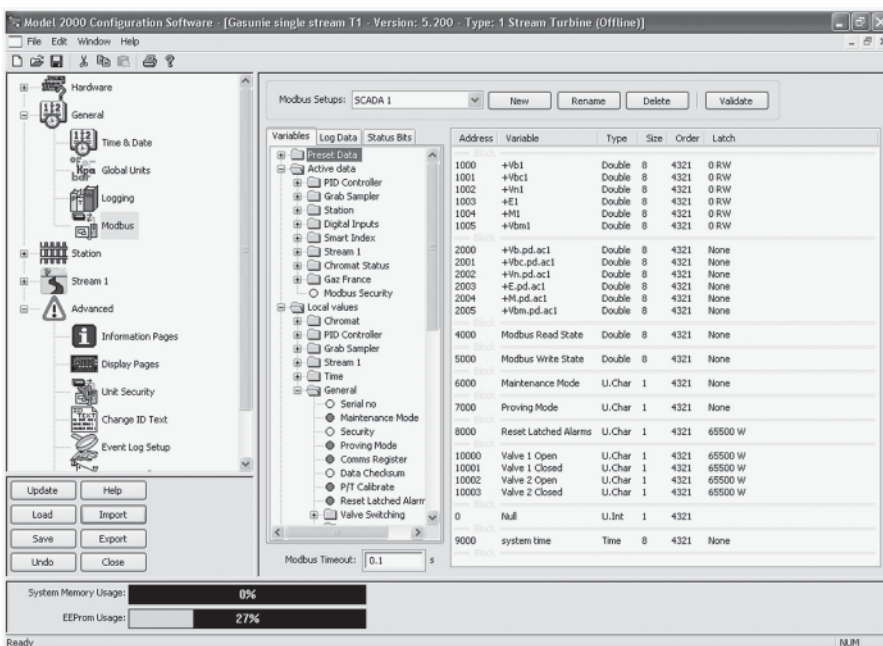 Model 2000 Configuration Software - [Gasunie single stream T1 - Version: 5.200 - Type: 1 Stream Turbine (Offline)]
File Edit Window Help
Hardware
General
Time & Date
Global Units
Logging
Modbus
Station
Stream 1
Advanced
Information Pages
Display Pages
Unit Security
Change ID Text
Event Log Setup
Update Help
Load Import
Save Export
Undo Close
Modbus Setups: SCADA 1 New Rename Delete Validate
Variables Log Data Status Bits
Preset Data
Active data
PID Controller
Grab Sampler
Station
Digital Inputs
Smart Index
Stream 1
Chromat Status
Gaz France
Modbus Security
Local values
Chromat
PID Controller
Grab Sampler
Stream 1
Time
General
Serial no
Maintenance Mode
Security
Proving Mode
Comms Register
Data Checksum
P/T Calibrate
Reset Latched Alarm
Valve Switching
Modbus Timeout: 0.1 s
Address Variable Type Size Order Latch
Block
1000 +Vb1 Double 8 4321 0 RW
1001 +Vbc1 Double 8 4321 0 RW
1002 +Vn1 Double 8 4321 0 RW
1003 +E1 Double 8 4321 0 RW
1004 +M1 Double 8 4321 0 RW
1005 +Vbm1 Double 8 4321 0 RW
Block
2000 +Vb.pd.ac1 Double 8 4321 None
2001 +Vbc.pd.ac1 Double 8 4321 None
2002 +Vn.pd.ac1 Double 8 4321 None
2003 +E.pd.ac1 Double 8 4321 None
2004 +M.pd.ac1 Double 8 4321 None
2005 +Vbm.pd.ac1 Double 8 4321 None
Block
4000 Modbus Read State Double 8 4321 None
Block
5000 Modbus Write State Double 8 4321 None
Block
6000 Maintenance Mode U.Char 1 4321 None
Block
7000 Proving Mode U.Char 1 4321 None
Block
8000 Reset Latched Alarms U.Char 1 4321 65500 W
Block
10000 Valve 1 Open U.Char 1 4321 65500 W
10001 Valve 1 Closed U.Char 1 4321 65500 W
10002 Valve 2 Open U.Char 1 4321 65500 W
10003 Valve 2 Closed U.Char 1 4321 65500 W
Block
0 Null U.Int 1 4321
Block
9000 system time Time 8 4321 None
System Memory Usage: 0%
EEProm Usage: 27%
Ready NUM